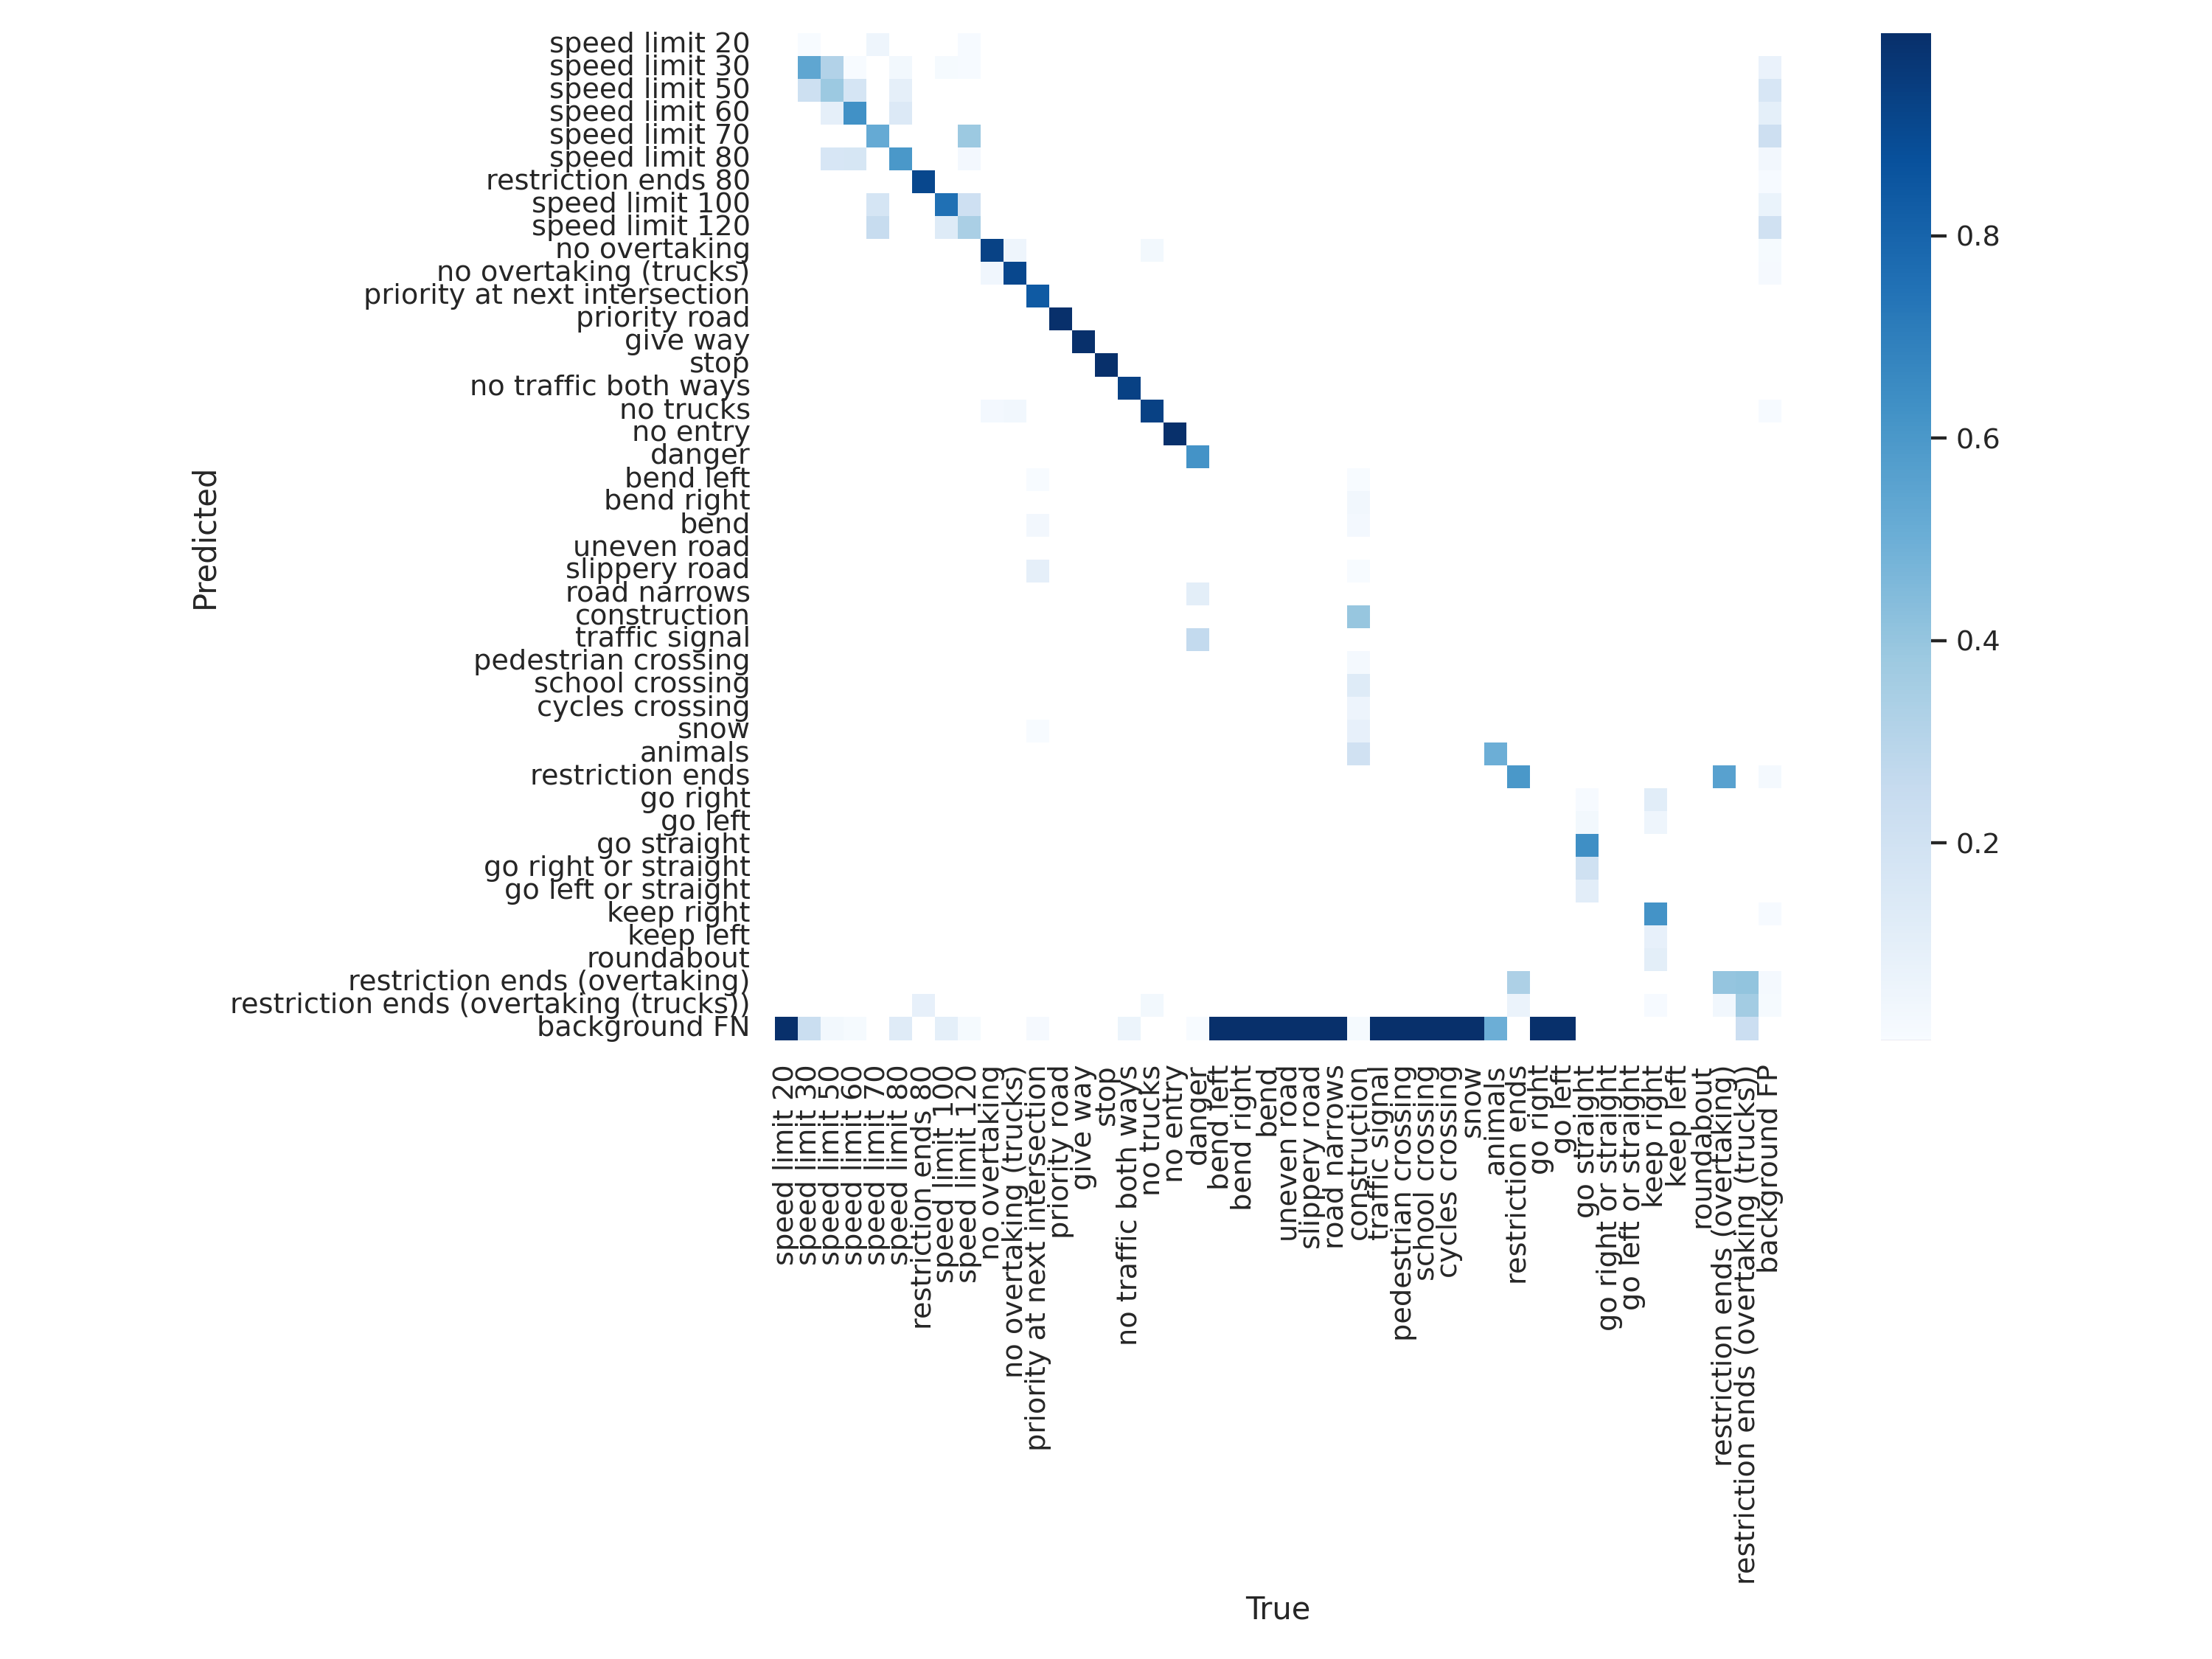 speed limit 20
speed limit 30
speed limit 50
speed limit 60
speed limit 70
speed limit 80
restriction ends 80
speed limit 100
speed limit 120
no overtaking
no overtaking (trucks)
priority at next intersection
priority road
give way
stop
no traffic both ways
no trucks
no entry
danger
bend left
bend right
bend
uneven road
slippery road
road narrows
construction
traffic signal
pedestrian crossing
school crossing
cycles crossing
snow
animals
restriction ends
go right
go left
go straight
go right or straight
go left or straight
keep right
keep left
roundabout
restriction ends (overtaking)
restriction ends (overtaking (trucks))
background FN
Predicted
speed limit 20
speed limit 30
speed limit 50
speed limit 60
speed limit 70
speed limit 80
restriction ends 80
speed limit 100
speed limit 120
no overtaking
no overtaking (trucks)
priority at next intersection
priority road
give way
stop
no traffic both ways
no trucks
no entry
danger
bend left
bend right
bend
uneven road
slippery road
road narrows
construction
traffic signal
pedestrian crossing
school crossing
cycles crossing
snow
animals
restriction ends
go right
go left
go straight
go right or straight
go left or straight
keep right
keep left
roundabout
restriction ends (overtaking)
restriction ends (overtaking (trucks))
background FP
True
0.8
0.6
0.4
0.2